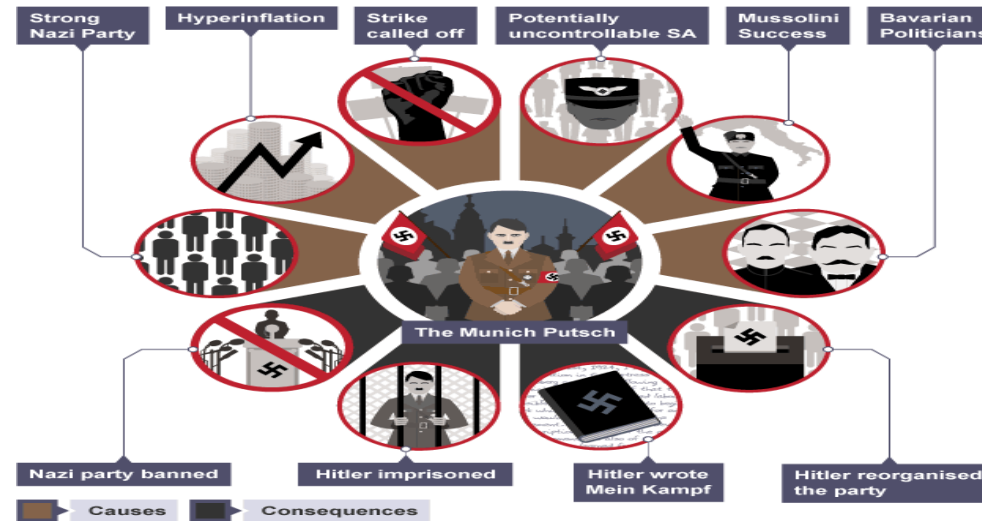 Strong
Nazi Party
Hyperinflation
Strike
called off
Potentially
uncontrollable SA
Mussolini
Success
Bavarian
Politicians
The Munich Putsch
Nazi party banned
Hitler imprisoned
Hitler wrote
Mein Kampf
Hitler reorganised
the party
Causes
Consequences